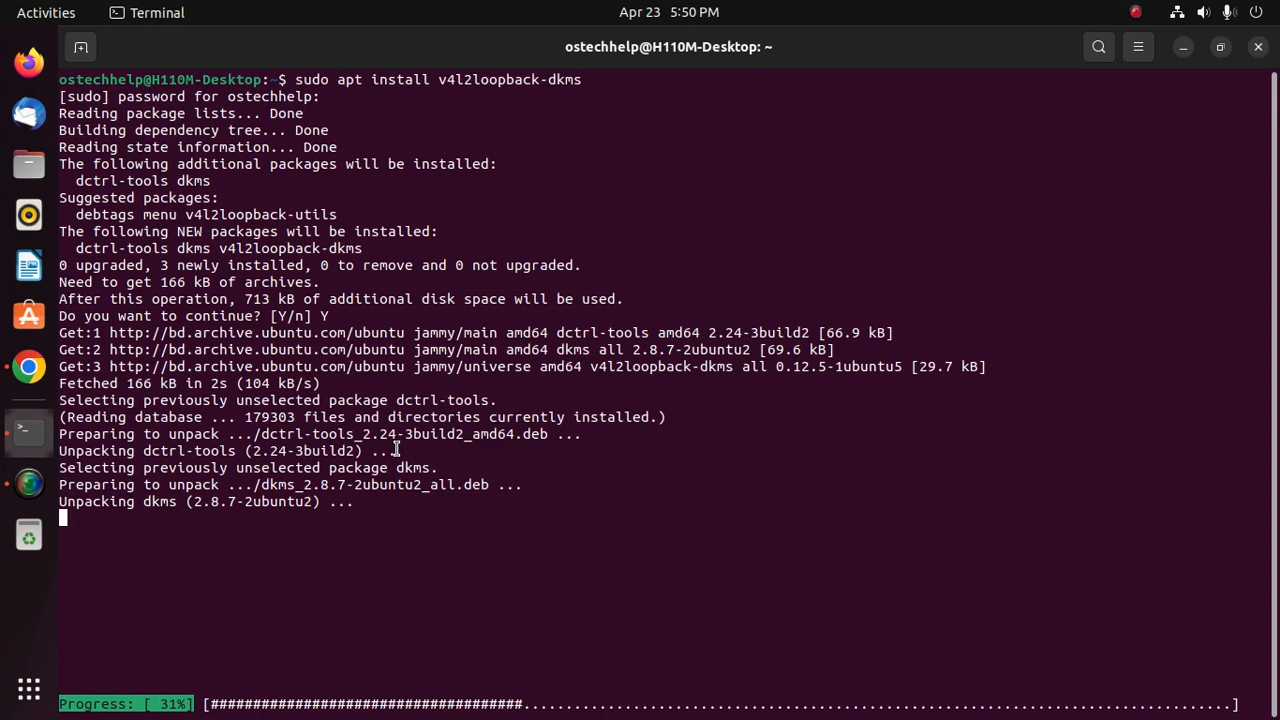 Activities Terminal Apr 23 5:50 PM
ostechhelp@H110M-Desktop: ~
ostechhelp@H110M-Desktop:~$ sudo apt install v4l2loopback-dkms
[sudo] password for ostechhelp:
Reading package lists... Done
Building dependency tree... Done
Reading state information... Done
The following additional packages will be installed:
  dctrl-tools dkms
Suggested packages:
  debtags menu v4l2loopback-utils
The following NEW packages will be installed:
  dctrl-tools dkms v4l2loopback-dkms
0 upgraded, 3 newly installed, 0 to remove and 0 not upgraded.
Need to get 166 kB of archives.
After this operation, 713 kB of additional disk space will be used.
Do you want to continue? [Y/n] Y
Get:1 http://bd.archive.ubuntu.com/ubuntu jammy/main amd64 dctrl-tools amd64 2.24-3build2 [66.9 kB]
Get:2 http://bd.archive.ubuntu.com/ubuntu jammy/main amd64 dkms all 2.8.7-2ubuntu2 [69.6 kB]
Get:3 http://bd.archive.ubuntu.com/ubuntu jammy/universe amd64 v4l2loopback-dkms all 0.12.5-1ubuntu5 [29.7 kB]
Fetched 166 kB in 2s (104 kB/s)
Selecting previously unselected package dctrl-tools.
(Reading database ... 179303 files and directories currently installed.)
Preparing to unpack .../dctrl-tools_2.24-3build2_amd64.deb ...
Unpacking dctrl-tools (2.24-3build2) ...
Selecting previously unselected package dkms.
Preparing to unpack .../dkms_2.8.7-2ubuntu2_all.deb ...
Unpacking dkms (2.8.7-2ubuntu2) ...
Progress: [ 31%] [#####################################....................................................................................]